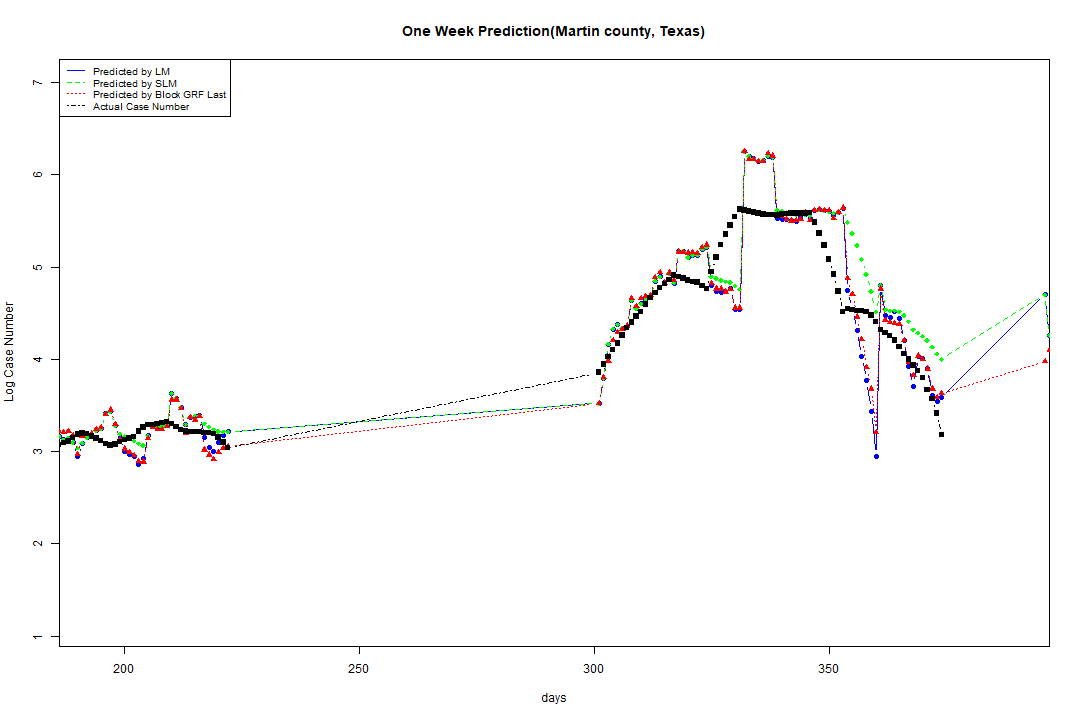 One Week Prediction(Martin county, Texas)
Predicted by LM
Predicted by SLM
Predicted by Block GRF Last
Actual Case Number
7
6
5
4
3
2
1
Log Case Number
200
250
300
350
days